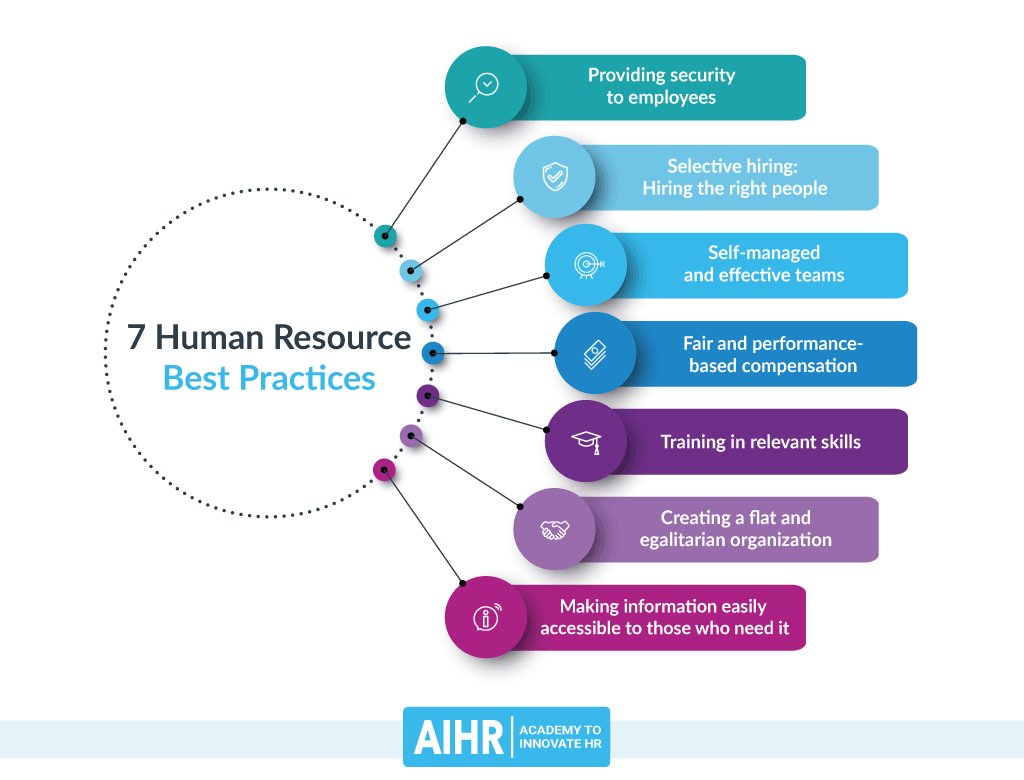 7 Human Resource
Best Practices
Providing security
to employees
Selective hiring:
Hiring the right people
Self-managed
and effective teams
Fair and performance-
based compensation
Training in relevant skills
Creating a flat and
egalitarian organization
Making information easily
accessible to those who need it
AIHR
ACADEMY TO
INNOVATE HR